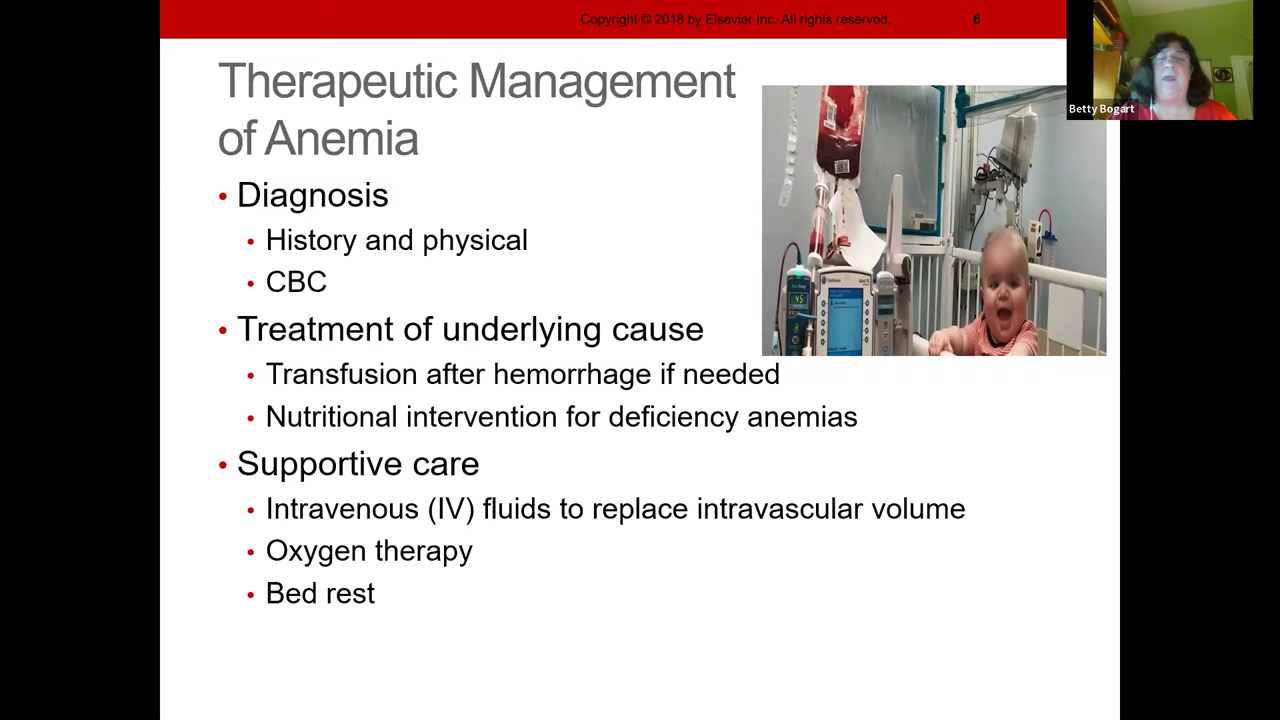 Copyright © 2018 by Elsevier Inc. All rights reserved.
6
Betty Bogart
Therapeutic Management
of Anemia
• Diagnosis
• History and physical
• CBC
• Treatment of underlying cause
• Transfusion after hemorrhage if needed
• Nutritional intervention for deficiency anemias
• Supportive care
• Intravenous (IV) fluids to replace intravascular volume
• Oxygen therapy
• Bed rest